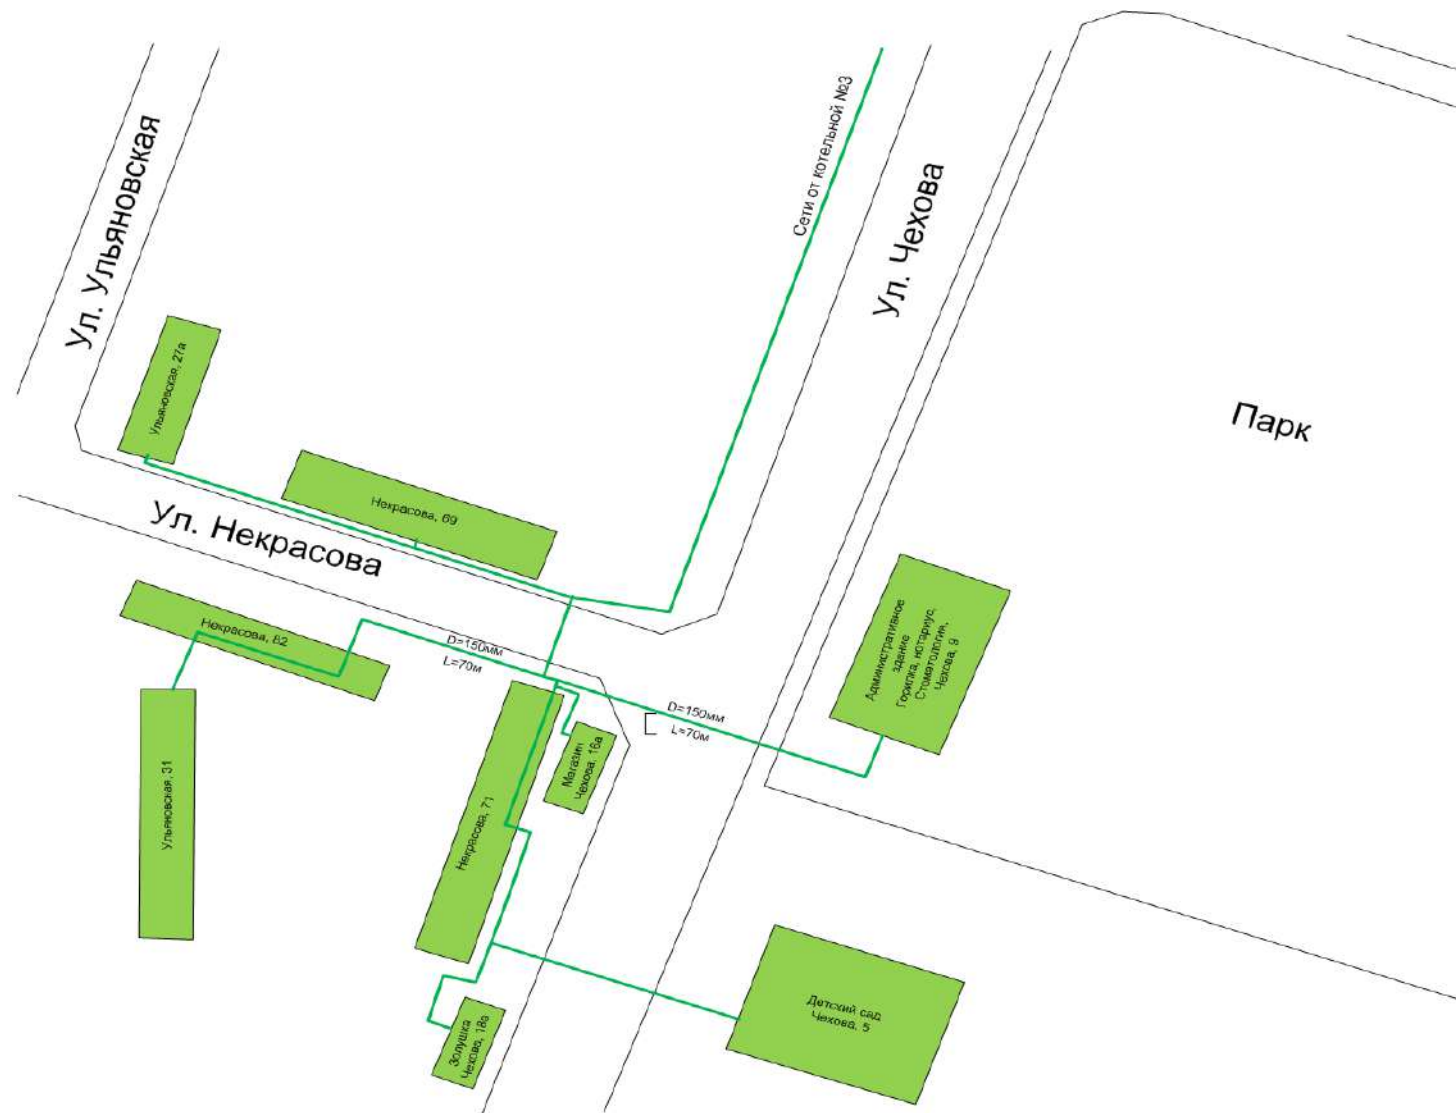 Сети от котельной №3
Ул. Ульяновская
Ул. Чехова
Ульяновская, 27а
Парк
Некрасова, 69
Ул. Некрасова
Некрасова, 82
D=150мм
L=70м
Административное
здание
Горилка, нотариус,
Стоматология,
Чехова, 9
D=150мм
L=70м
Магазин
Чехова, 16а
Ульяновская, 31
Некрасова, 71
Детский сад
Чехова, 5
Золушка
Чехова, 18а